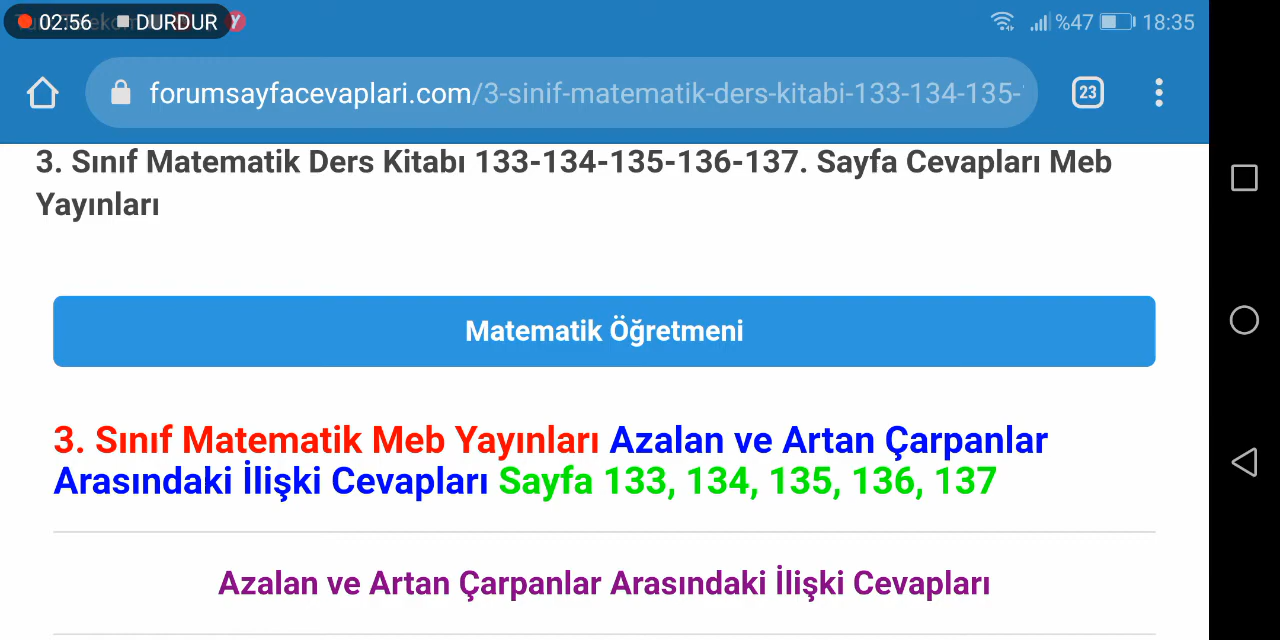 02:56 DURDUR %47 18:35
forumsayfacevaplari.com/3-sinif-matematik-ders-kitabi-133-134-135- 23
3. Sınıf Matematik Ders Kitabı 133-134-135-136-137. Sayfa Cevapları Meb
Yayınları
Matematik Öğretmeni
3. Sınıf Matematik Meb Yayınları Azalan ve Artan Çarpanlar
Arasındaki İlişki Cevapları Sayfa 133, 134, 135, 136, 137
Azalan ve Artan Çarpanlar Arasındaki İlişki Cevapları